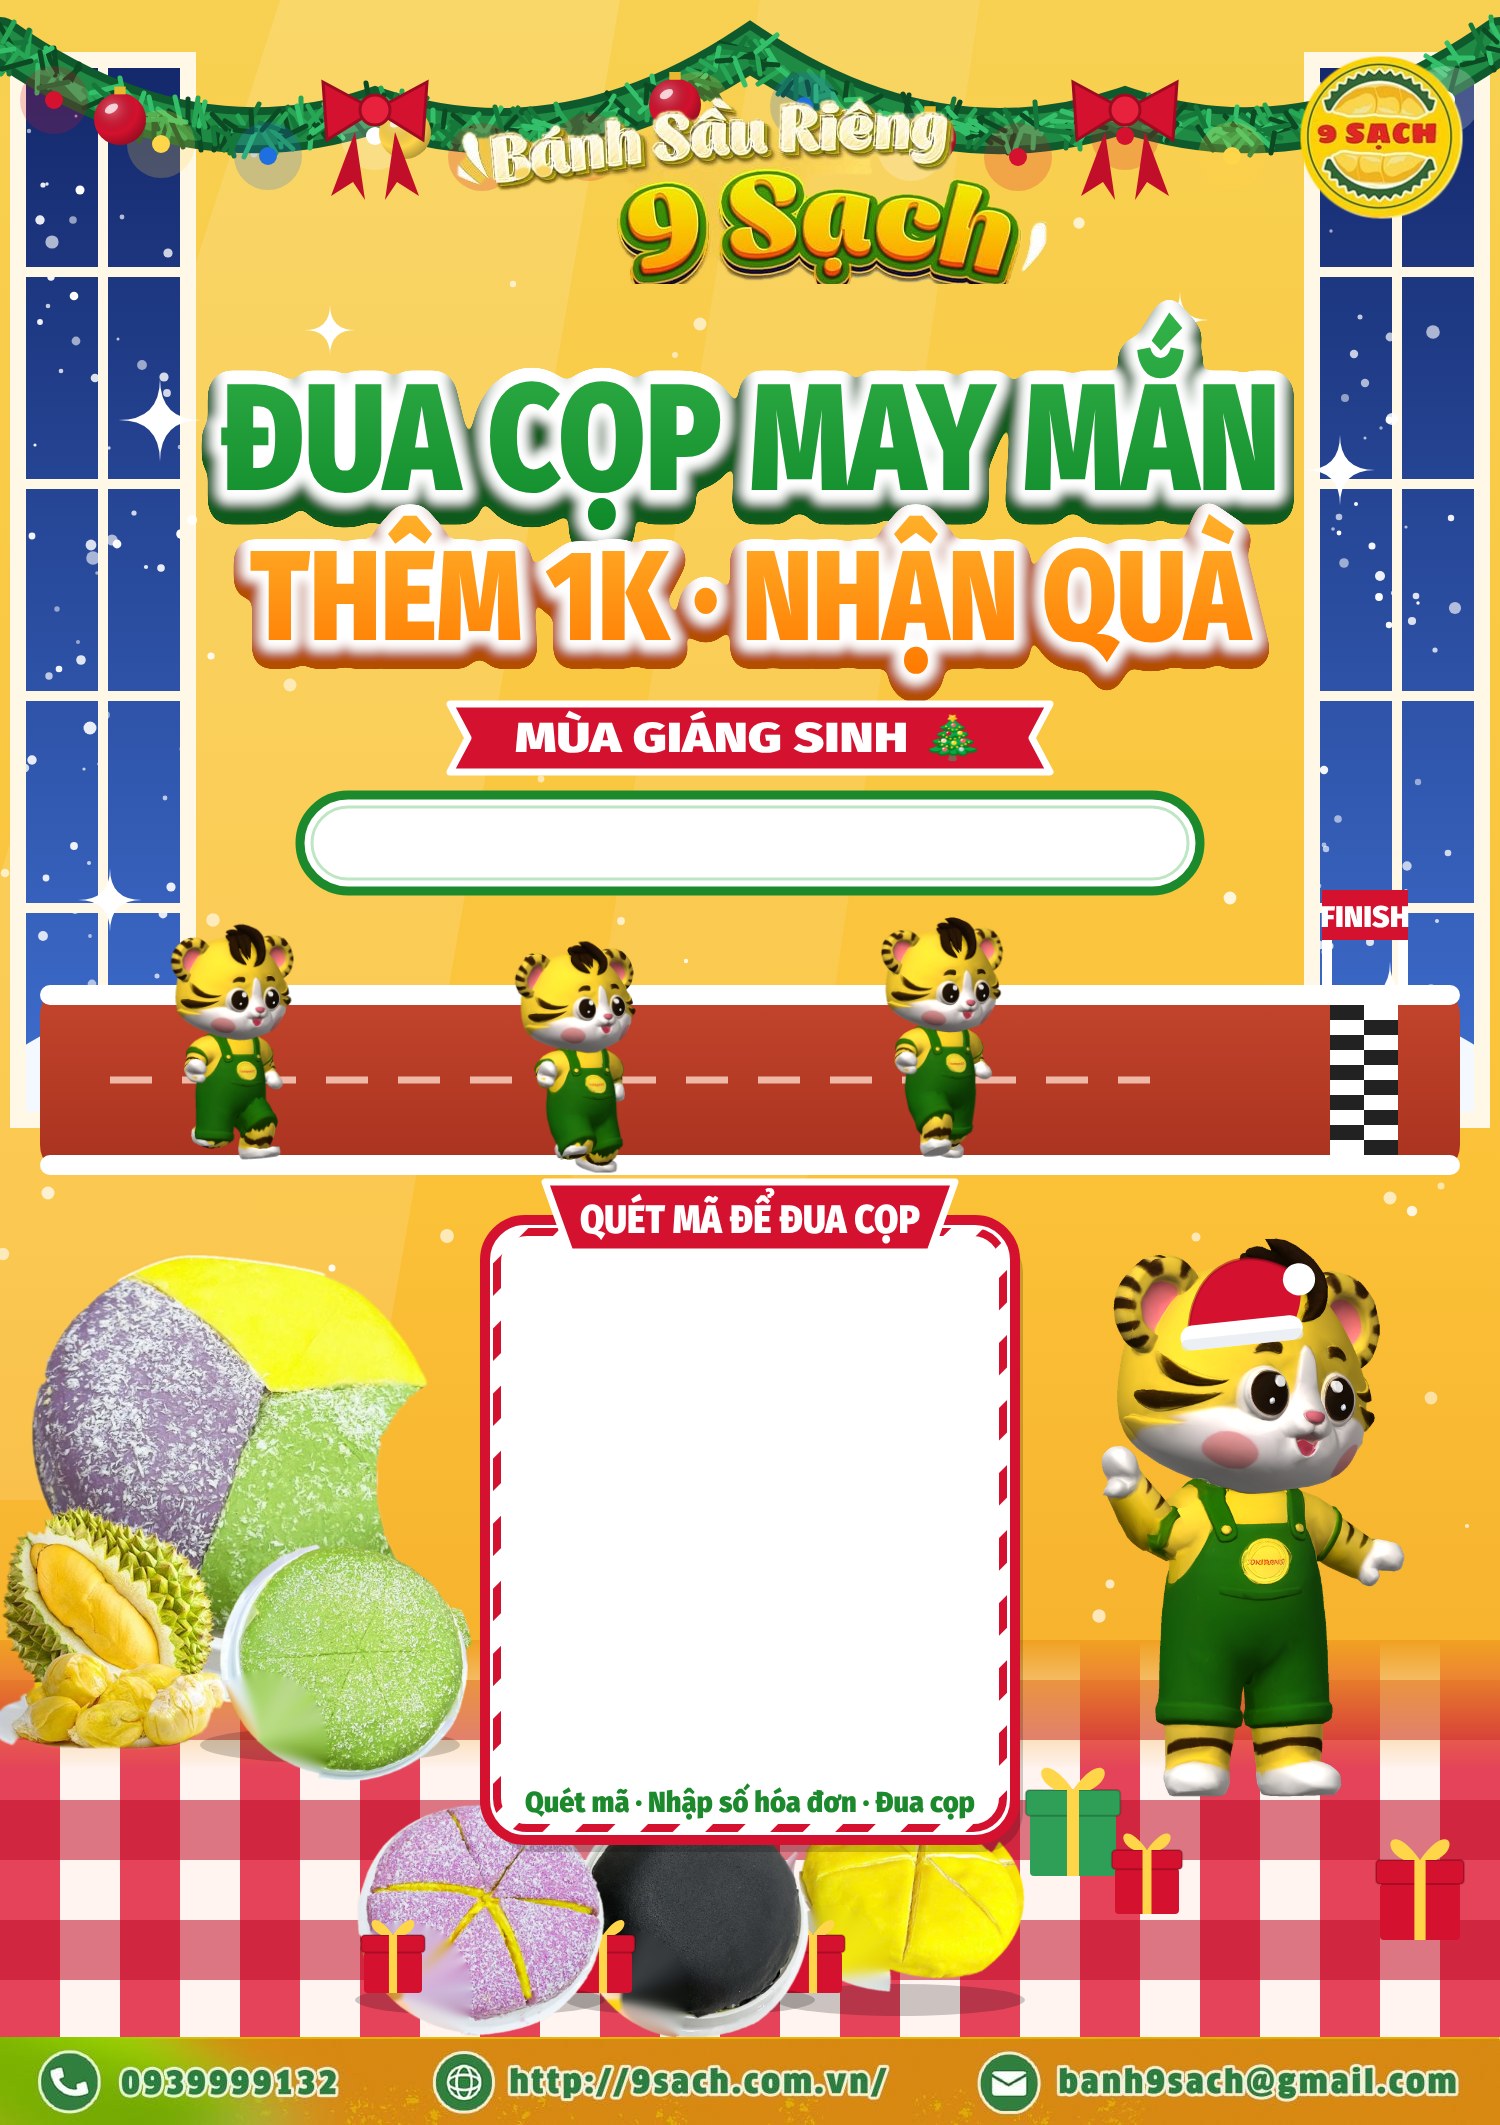 Bánh Sầu Riêng
9 Sạch
9 SẠCH
ĐUA CỌP MAY MẮN
THÊM 1K • NHẬN QUÀ
MÙA GIÁNG SINH
FINISH
QUÉT MÃ ĐỂ ĐUA CỌP
Quét mã · Nhập số hóa đơn · Đua cọp
0939999132
http://9sach.com.vn/
banh9sach@gmail.com